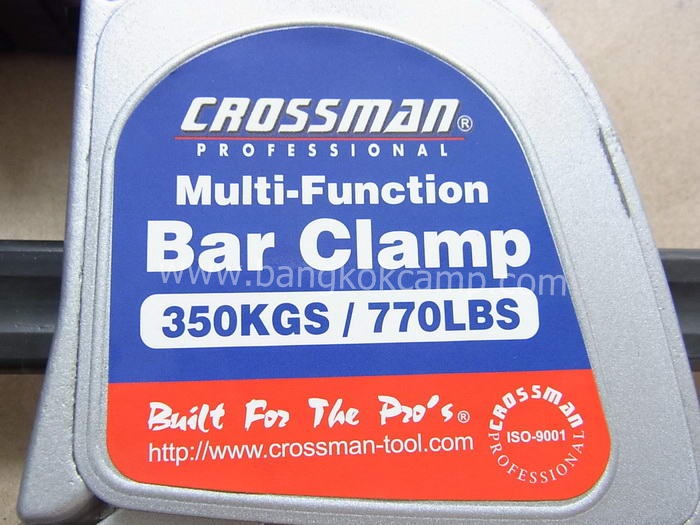 CROSSMAN®
PROFESSIONAL
Multi-Function
Bar Clamp
www.bangkokcamp.com
350KGS / 770LBS
Built For The Pro's®
http://www.crossman-tool.com
CROSSMAN
ISO-9001
PROFESSIONAL